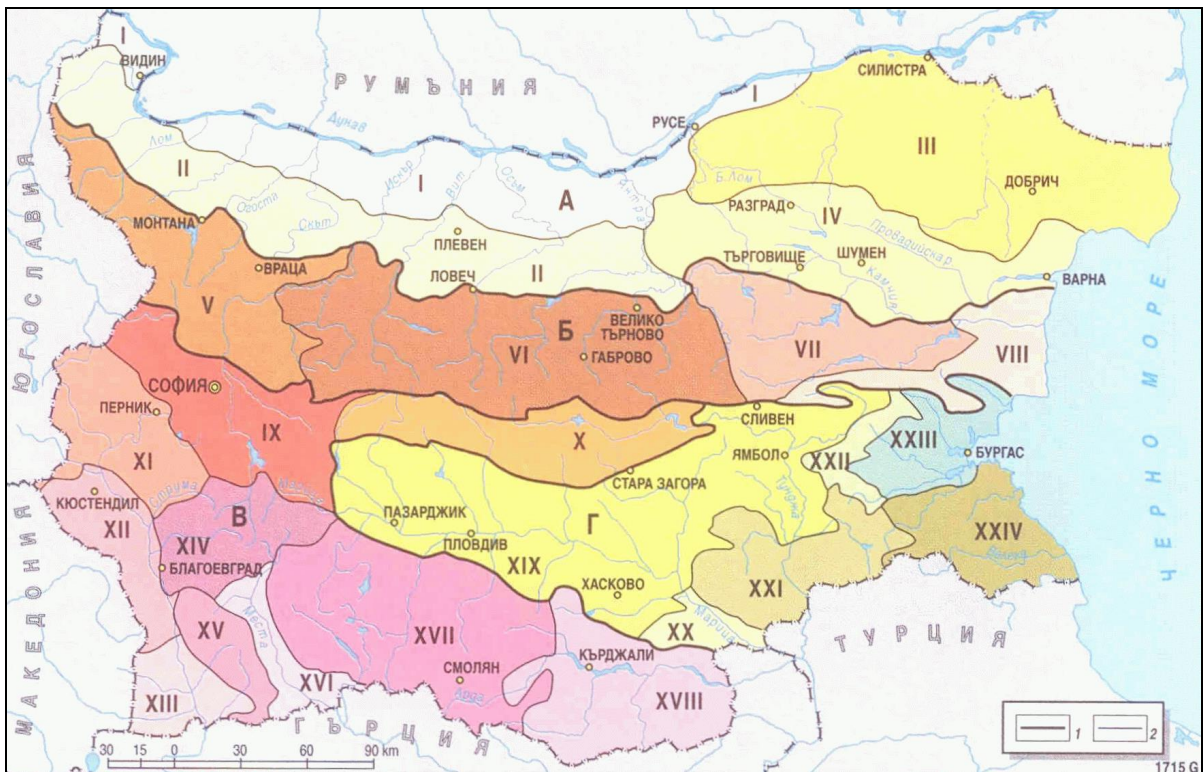 I
ВИДИН
РУМЪНИЯ
Дунав
СИЛИСТРА
I
РУСЕ
III
Лом
II
Искър
I
Вит
Осъм
А
Янтра
Б.Лом
ДОБРИЧ
РАЗГРАД
IV
Огоста
МОНТАНА
Скът
Провадийска р.
ПЛЕВЕН
ТЪРГОВИЩЕ
ШУМЕН
ВРАЦА
ЛОВЕЧ
II
Камчия
ВАРНА
V
Б
ВЕЛИКО
ТЪРНОВО
VI
ГАБРОВО
VII
VIII
ЮГОСЛАВИЯ
ЧЕРНО МОРЕ
СОФИЯ
ПЕРНИК
IX
X
СЛИВЕН
XI
ЯМБОЛ
XXII
XXIII
БУРГАС
СТАРА ЗАГОРА
Тунджа
КЮСТЕНДИЛ
Струма
Марица
XII
В
ПАЗАРДЖИК
Г
ПЛОВДИВ
XIV
XIX
XXIV
БЛАГОЕВГРАД
ХАСКОВО
XXI
МАКЕДОНИЯ
XV
Места
XVII
XX
Марица
ТУРЦИЯ
КЪРДЖАЛИ
СМОЛЯН
Арда
XVI
XVIII
XIII
ГЪРЦИЯ
1
2
30 15 0 30 60 90 km
1715 G